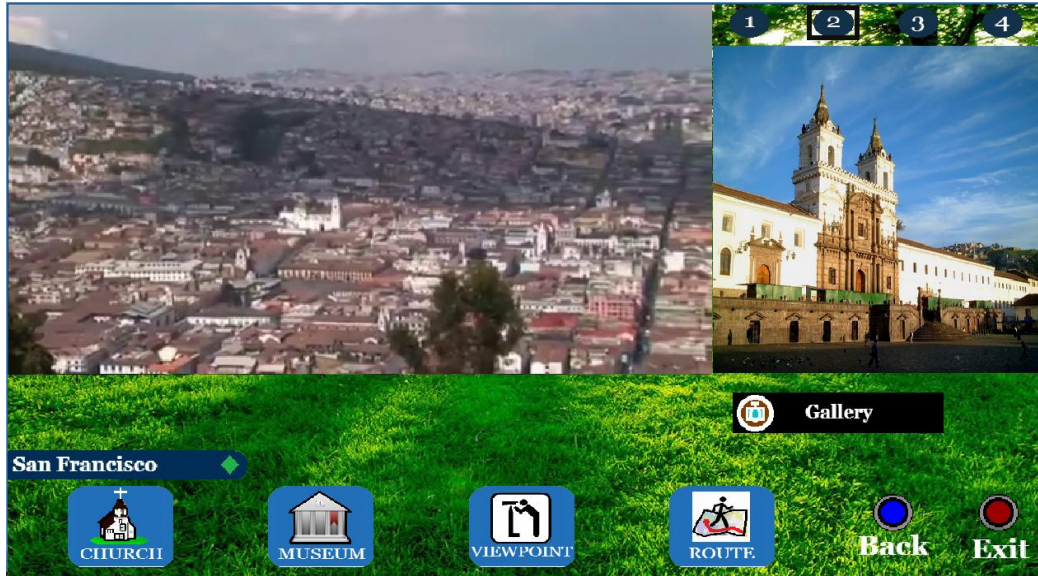 1 2 3 4
Gallery
San Francisco
CHURCH MUSEUM VIEWPOINT ROUTE Back Exit